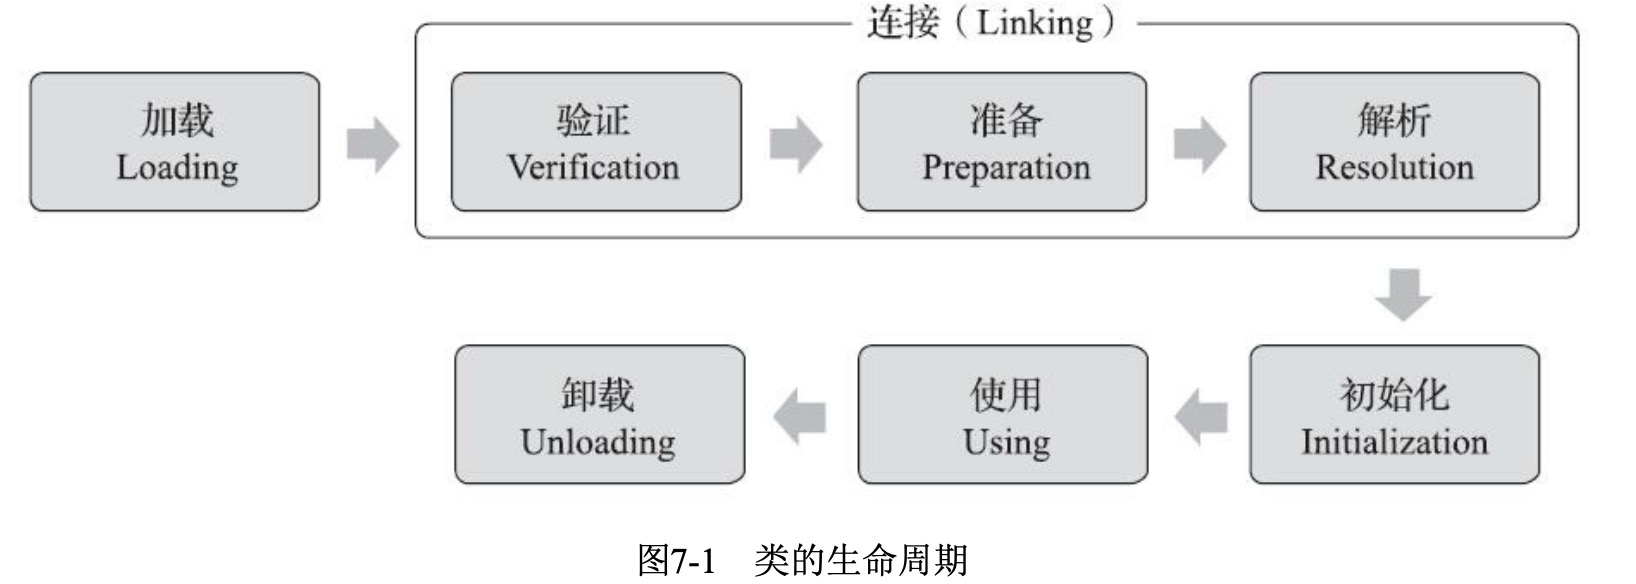 连接（Linking）
加载
Loading
验证
Verification
准备
Preparation
解析
Resolution
卸载
Unloading
使用
Using
初始化
Initialization
图7-1 类的生命周期